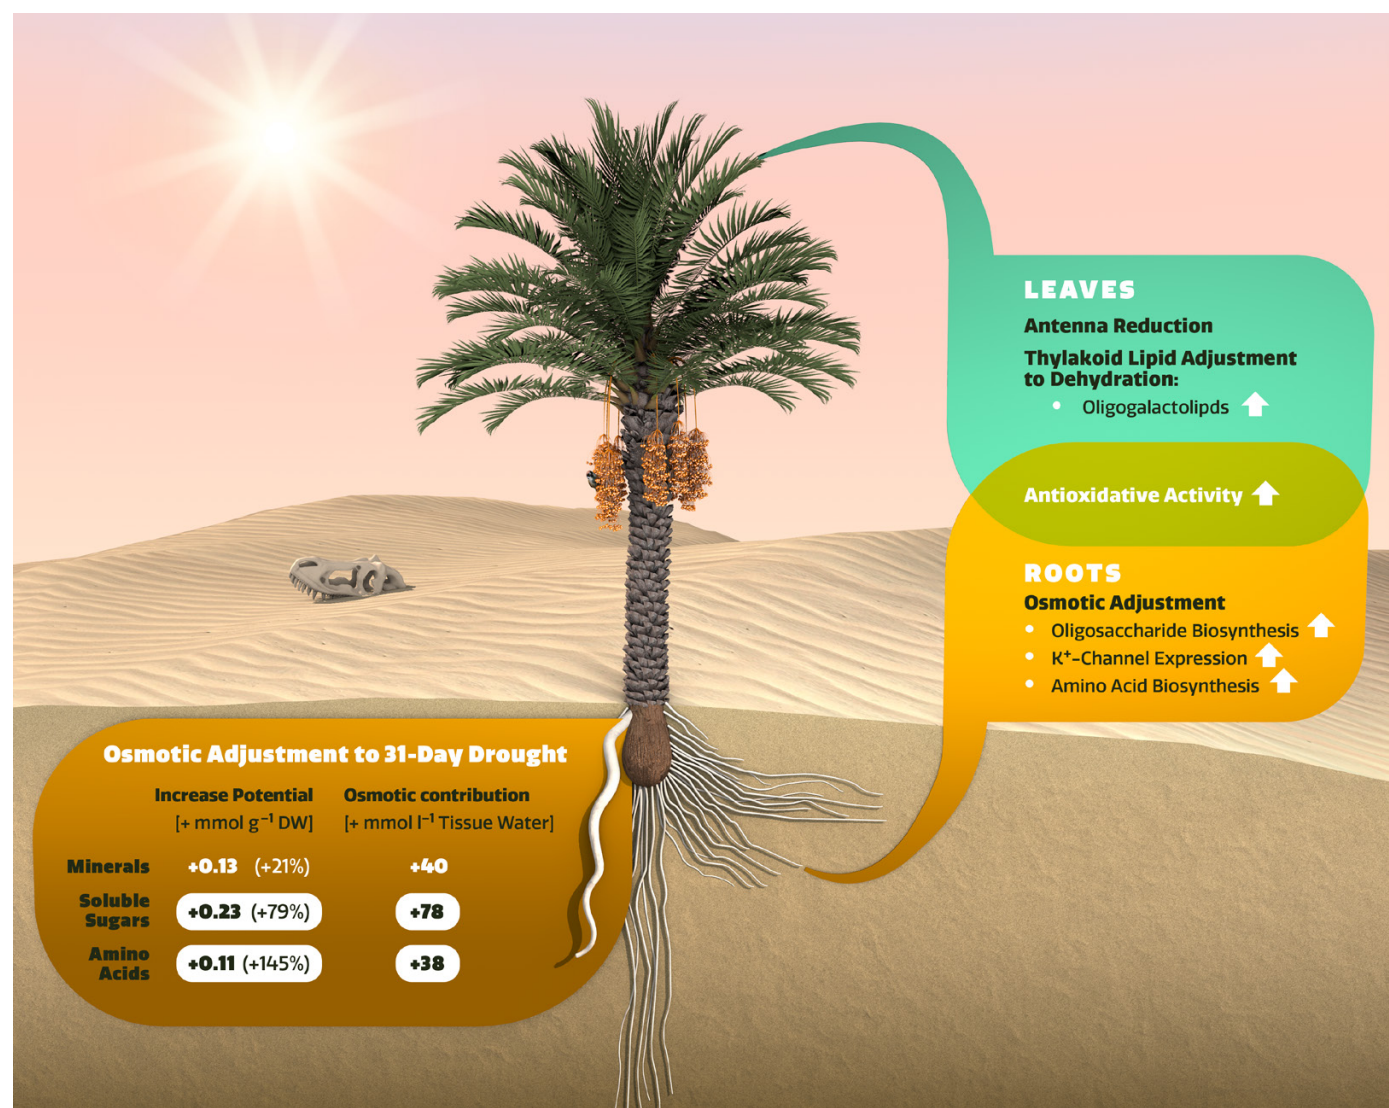 LEAVES
Antenna Reduction
Thylakoid Lipid Adjustment
to Dehydration:
• Oligogalactolipds
Antioxidative Activity
ROOTS
Osmotic Adjustment
• Oligosaccharide Biosynthesis
• K⁺-Channel Expression
• Amino Acid Biosynthesis
Osmotic Adjustment to 31-Day Drought
Increase Potential Osmotic contribution
[+ mmol g⁻¹ DW] [+ mmol l⁻¹ Tissue Water]
Minerals +0.13 (+21%) +40
Soluble
Sugars +0.23 (+79%) +78
Amino
Acids +0.11 (+145%) +38